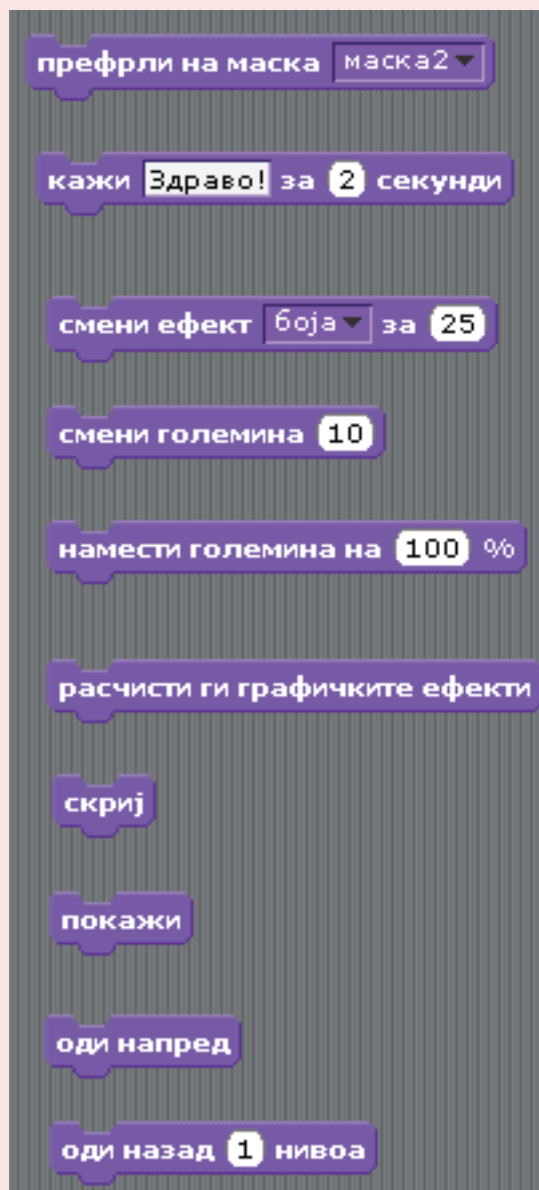 префрли на маска маска2
кажи Здраво! за 2 секунди
смени ефект боја за 25
смени големина 10
намести големина на 100 %
расчисти ги графичките ефекти
скриј
покажи
оди напред
оди назад 1 нивоа